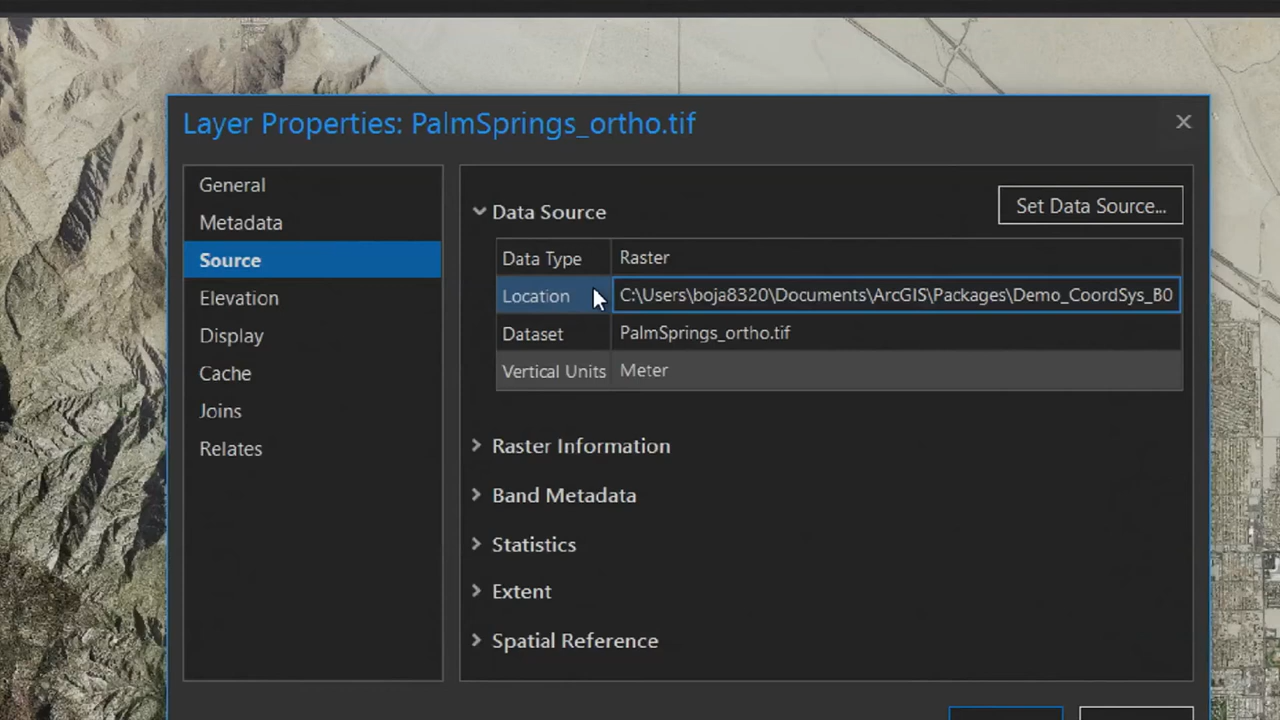 Layer Properties: PalmSprings_ortho.tif
General
Metadata
Source
Elevation
Display
Cache
Joins
Relates
Data Source
Set Data Source...
Data Type Raster
Location C:\Users\boja8320\Documents\ArcGIS\Packages\Demo_CoordSys_B0
Dataset PalmSprings_ortho.tif
Vertical Units Meter
Raster Information
Band Metadata
Statistics
Extent
Spatial Reference